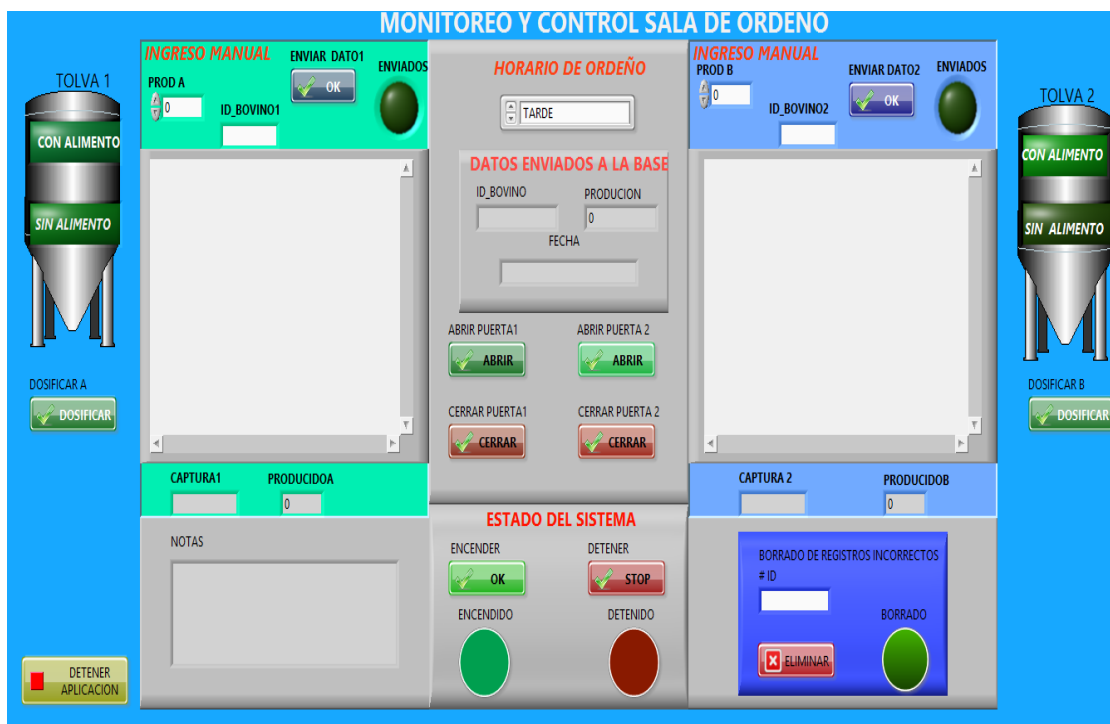 MONITOREO Y CONTROL SALA DE ORDEÑO
TOLVA 1
CON ALIMENTO
SIN ALIMENTO
DOSIFICAR A
DOSIFICAR
DETENER
APLICACION
INGRESO MANUAL
PROD A
0
ID_BOVINO1
ENVIAR DATO1
OK
ENVIADOS
CAPTURA1
PRODUCIDOA
0
NOTAS
HORARIO DE ORDEÑO
TARDE
DATOS ENVIADOS A LA BASE
ID_BOVINO
PRODUCION
0
FECHA
ABRIR PUERTA1
ABRIR PUERTA 2
ABRIR
ABRIR
CERRAR PUERTA1
CERRAR PUERTA 2
CERRAR
CERRAR
ESTADO DEL SISTEMA
ENCENDER
DETENER
OK
STOP
ENCENDIDO
DETENIDO
INGRESO MANUAL
PROD B
0
ID_BOVINO2
ENVIAR DATO2
OK
ENVIADOS
CAPTURA 2
PRODUCIDOB
0
BORRADO DE REGISTROS INCORRECTOS
# ID
BORRADO
ELIMINAR
TOLVA 2
CON ALIMENTO
SIN ALIMENTO
DOSIFICAR B
DOSIFICAR